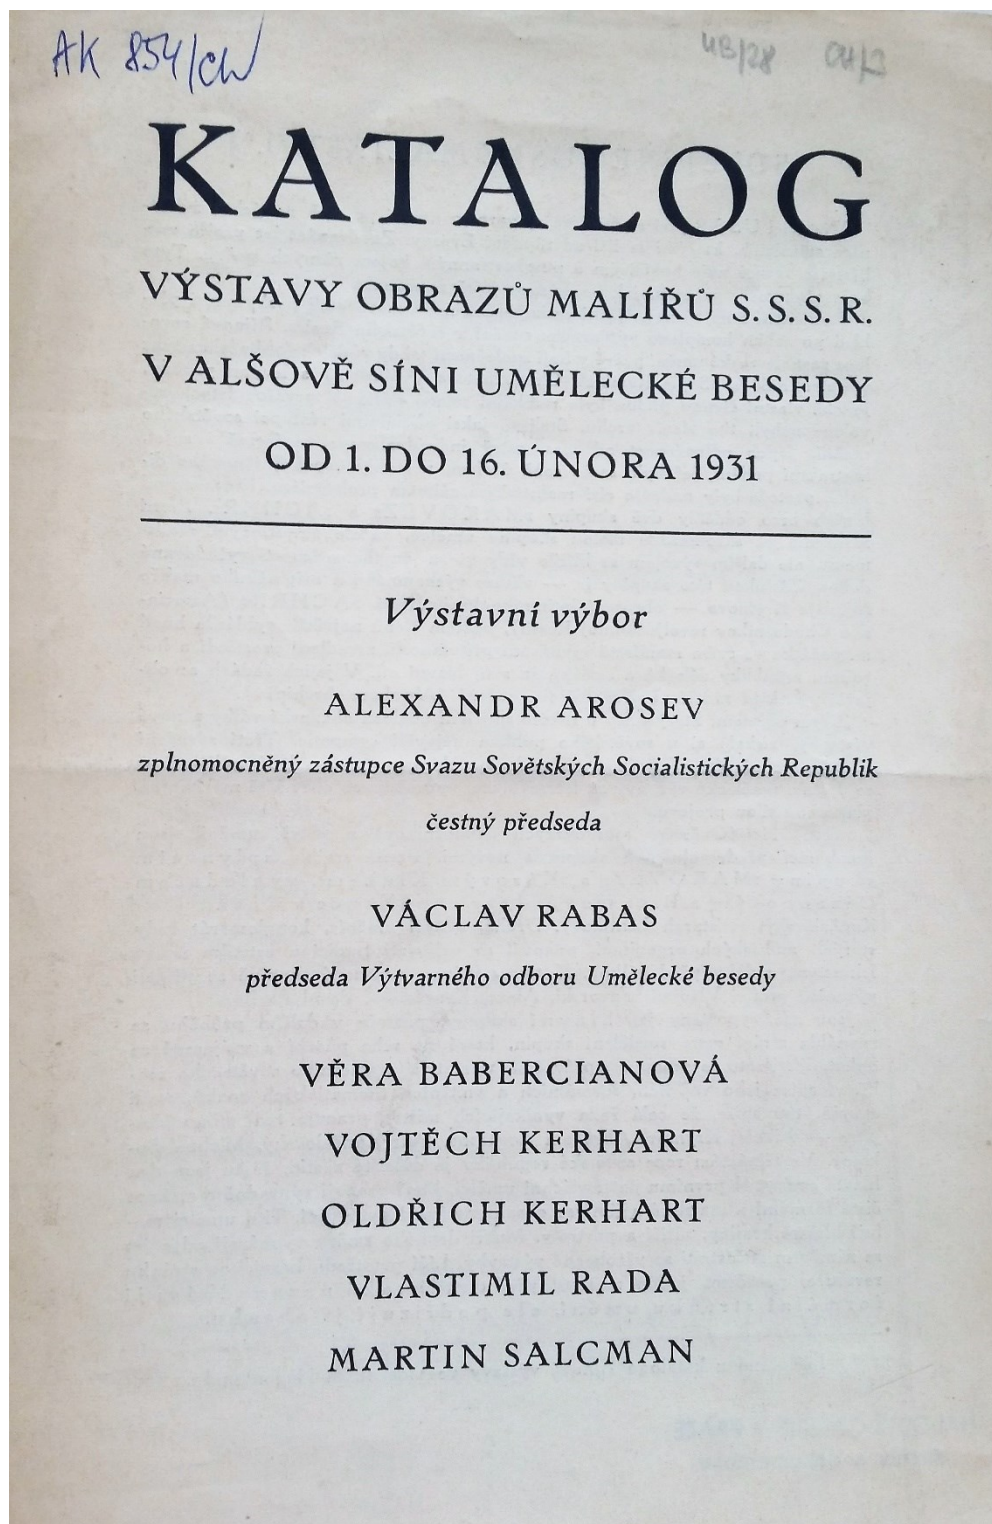 AK 854/CW
KATALOG
VÝSTAVY OBRAZŮ MALÍŘŮ S. S. S. R.
V ALŠOVĚ SÍNI UMĚLECKÉ BESEDY
OD 1. DO 16. ÚNORA 1931
Výstavní výbor
ALEXANDR AROSEV
zplnomocněný zástupce Svazu Sovětských Socialistických Republik
čestný předseda
VÁCLAV RABAS
předseda Výtvarného odboru Umělecké besedy
VĚRA BABERCIANOVÁ
VOJTĚCH KERHART
OLDŘICH KERHART
VLASTIMIL RADA
MARTIN SALCMAN